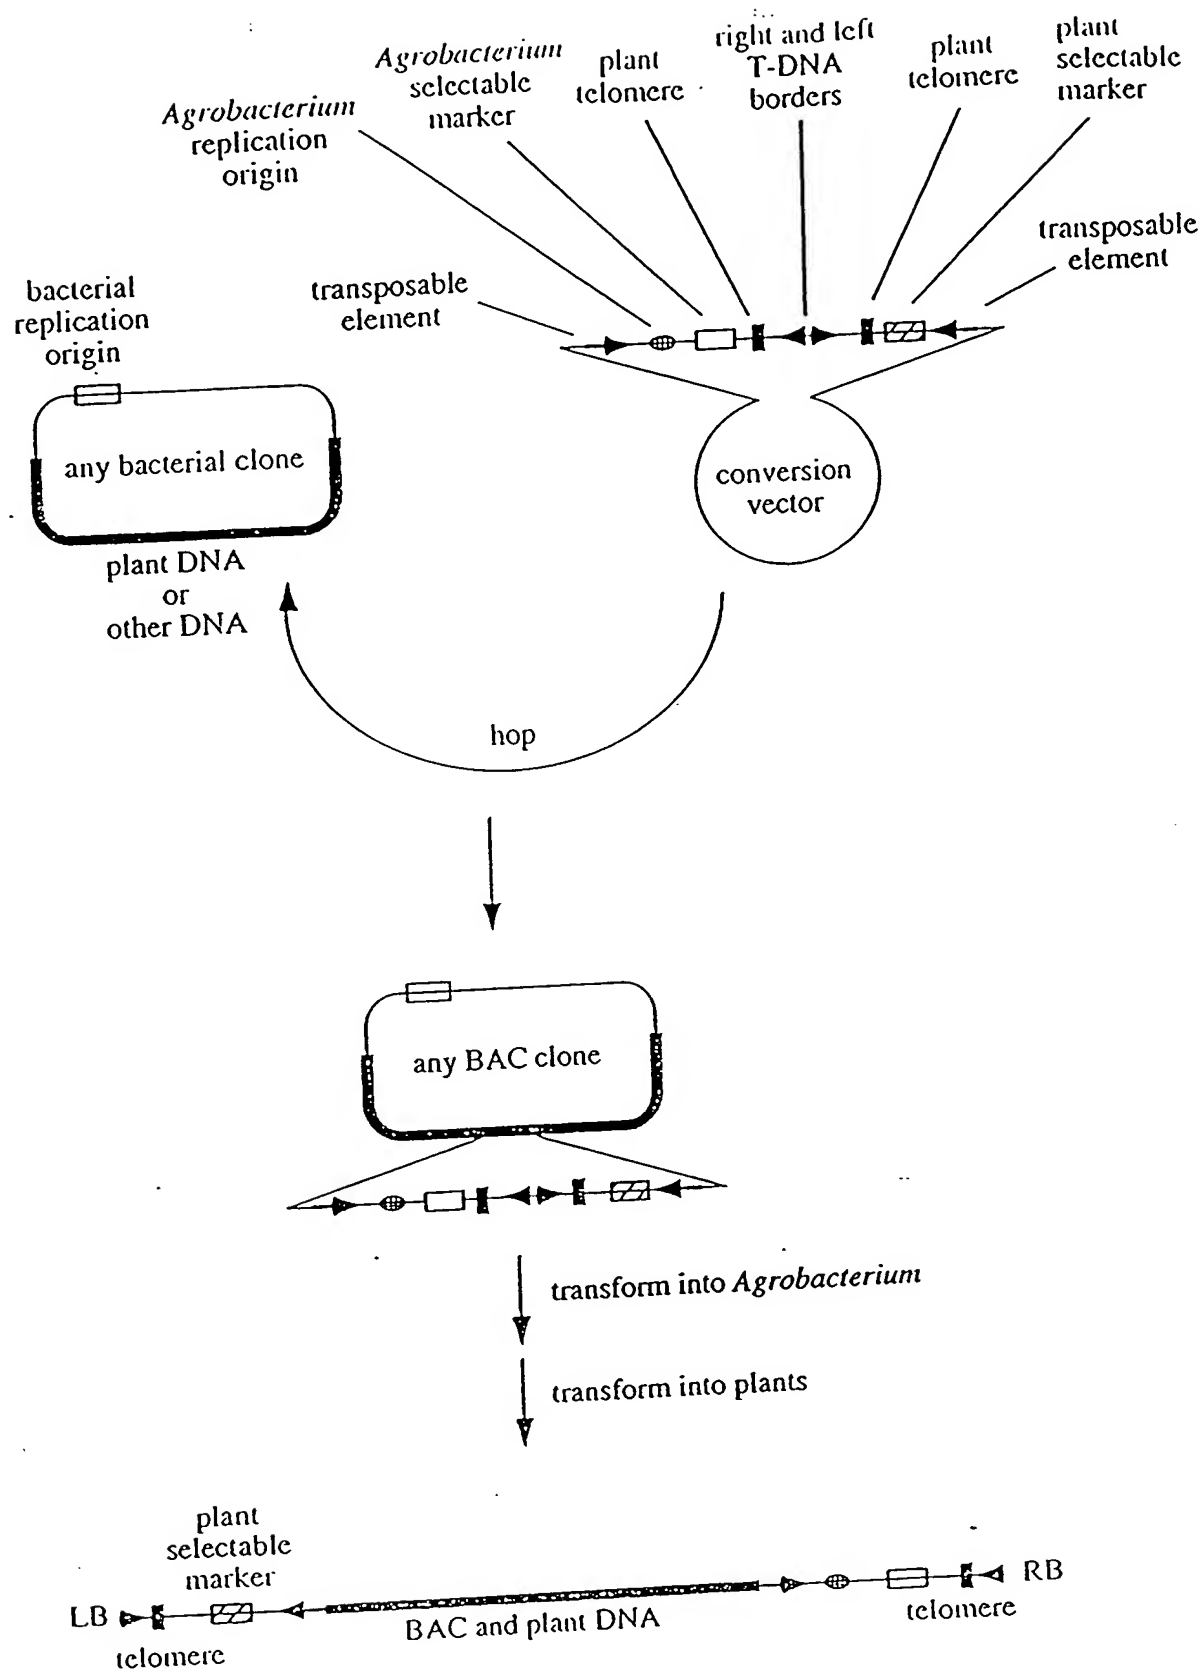 Agrobacterium
replication
origin
Agrobacterium
selectable
marker
plant
telomere
right and left
T-DNA
borders
plant
telomere
plant
selectable
marker
transposable
element
transposable
element
bacterial
replication
origin
any bacterial clone
plant DNA
or
other DNA
conversion
vector
hop
any BAC clone
transform into Agrobacterium
transform into plants
plant
selectable
marker
LB
telomere
BAC and plant DNA
telomere
RB